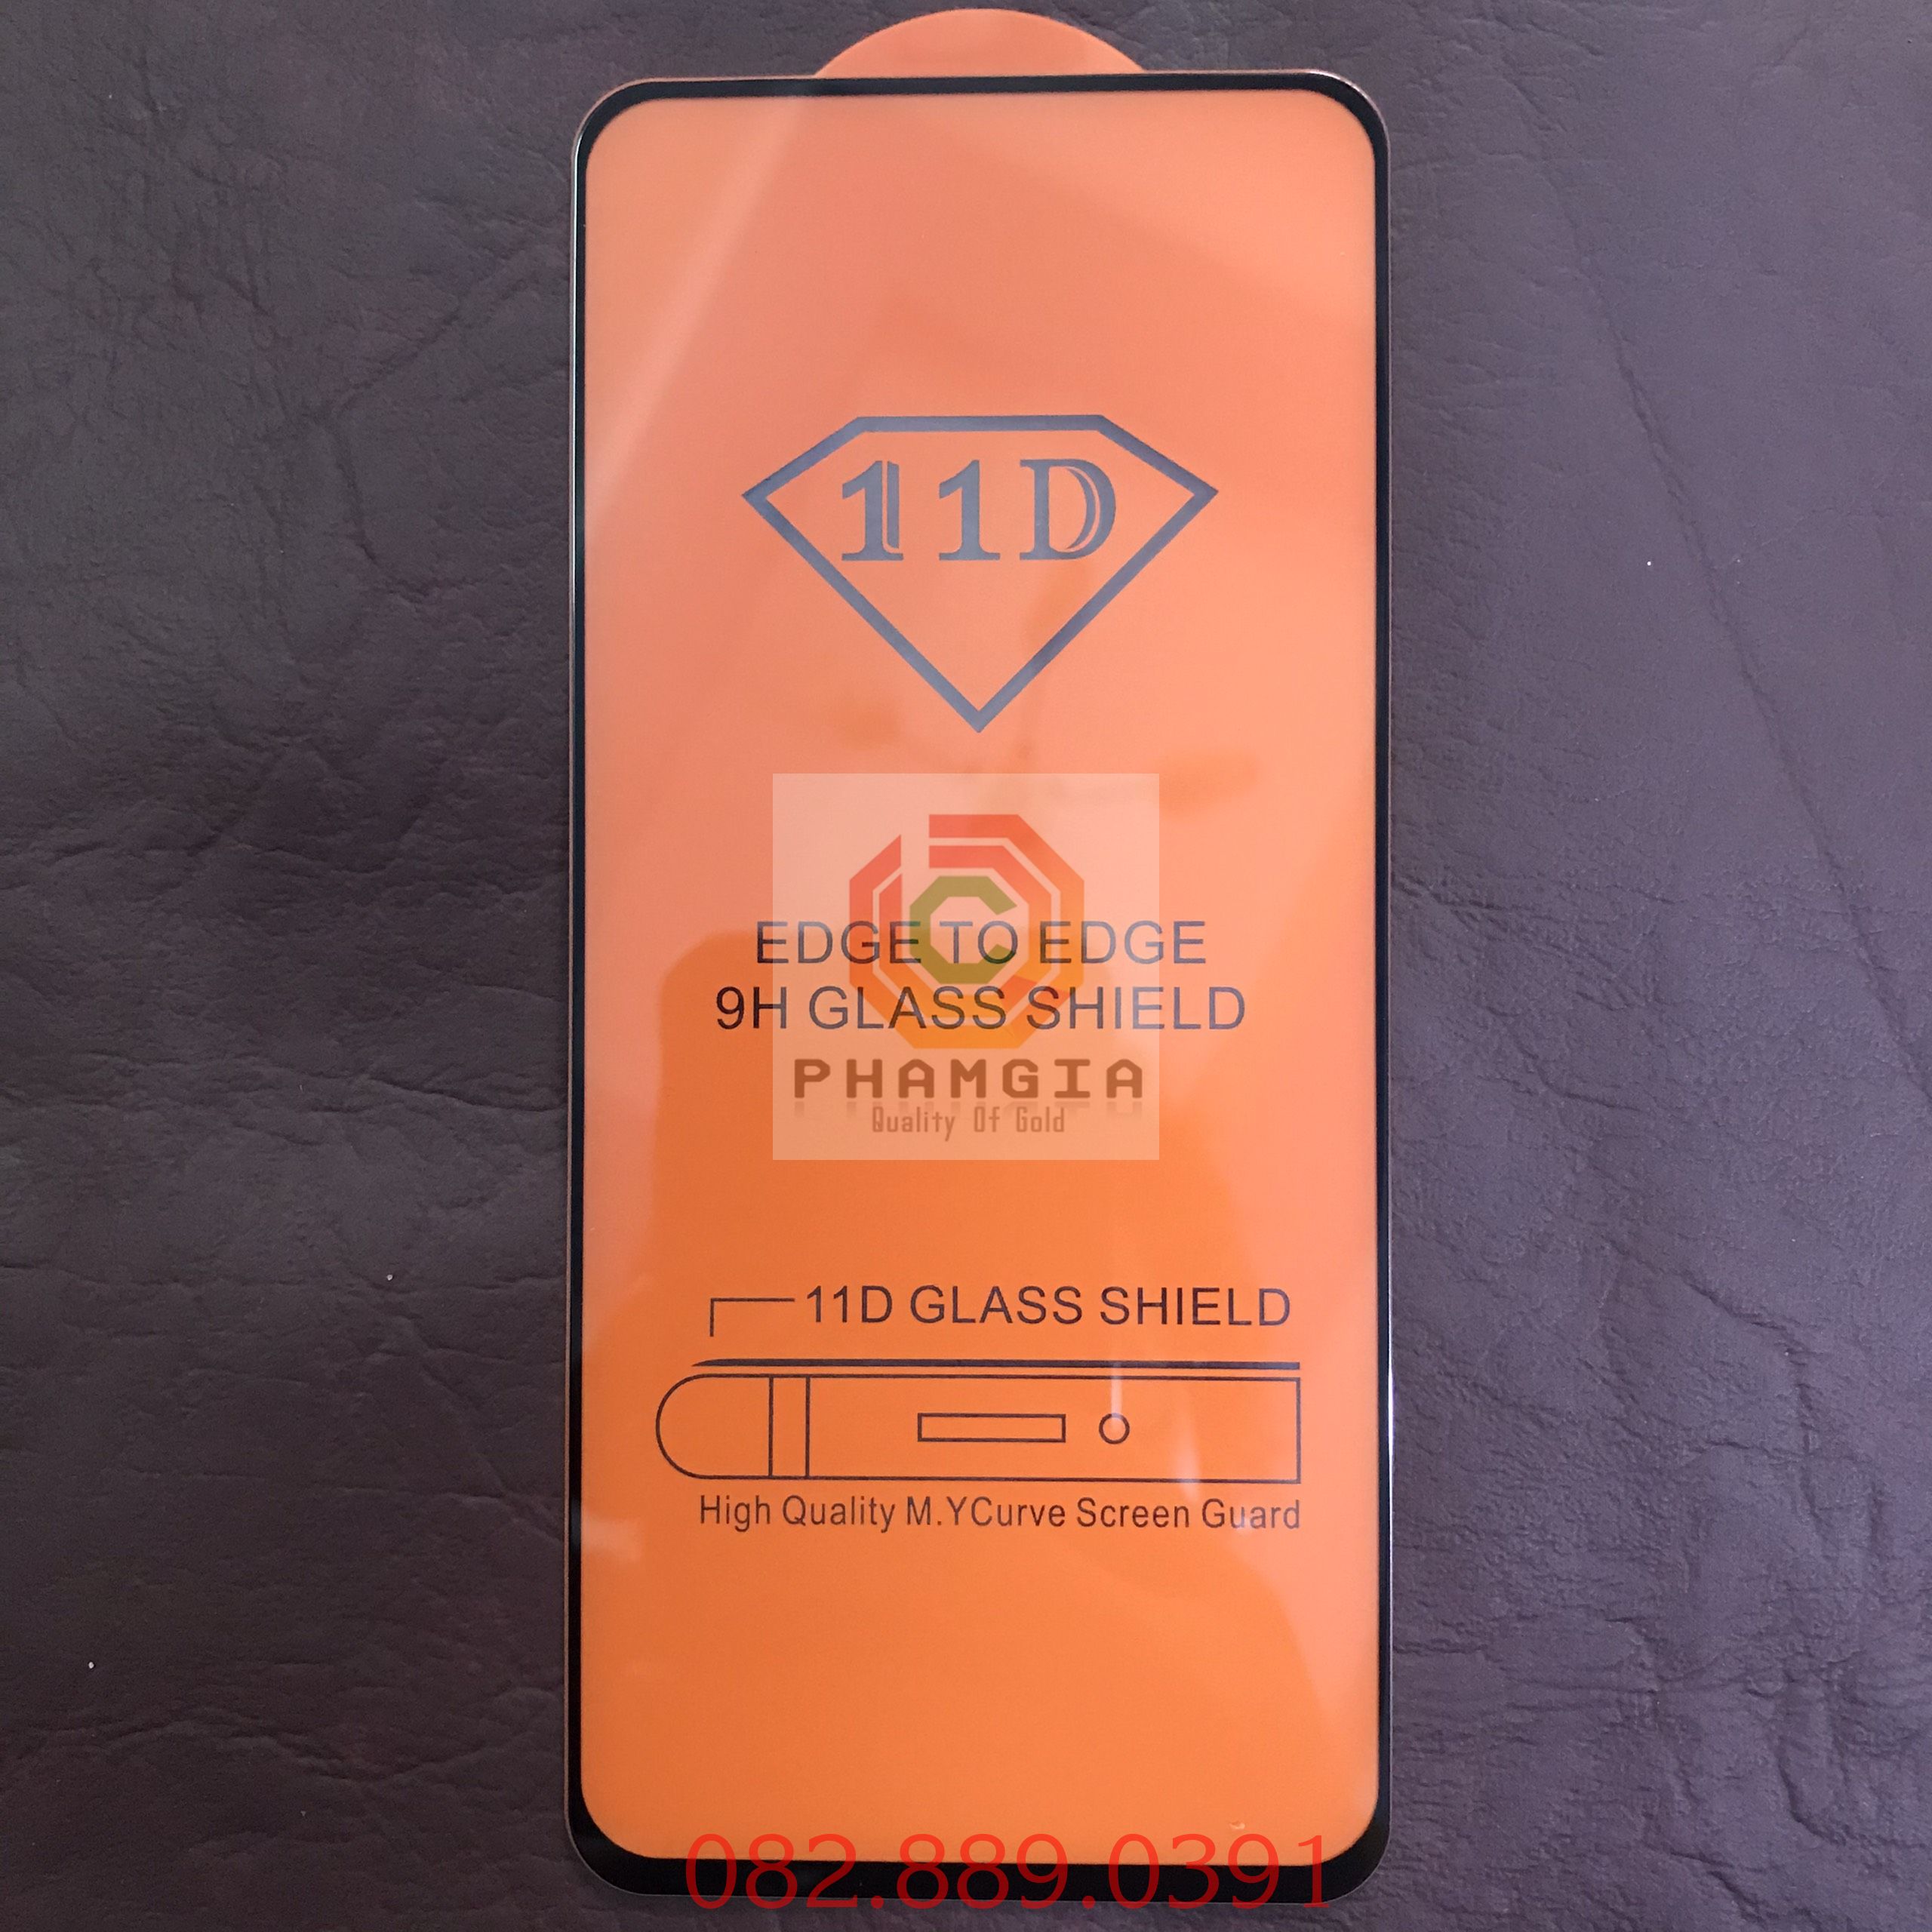 11D
EDGE TO EDGE
9H GLASS SHIELD
PHAMGIA
Quality Of Gold
11D GLASS SHIELD
High Quality M.YCurve Screen Guard
082.889.0391